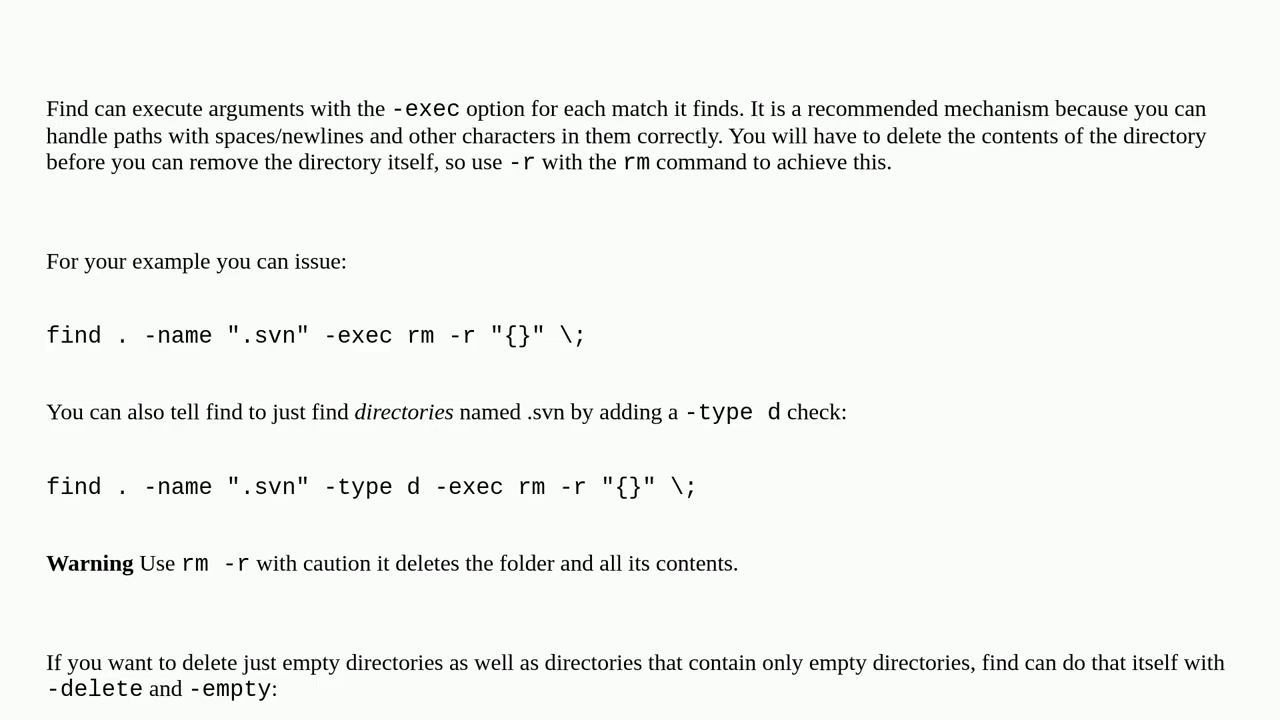 Find can execute arguments with the -exec option for each match it finds. It is a recommended mechanism because you can
handle paths with spaces/newlines and other characters in them correctly. You will have to delete the contents of the directory
before you can remove the directory itself, so use -r with the rm command to achieve this.
For your example you can issue:
find . -name ".svn" -exec rm -r "{}" \;
You can also tell find to just find directories named .svn by adding a -type d check:
find . -name ".svn" -type d -exec rm -r "{}" \;
Warning Use rm -r with caution it deletes the folder and all its contents.
If you want to delete just empty directories as well as directories that contain only empty directories, find can do that itself with
-delete and -empty: